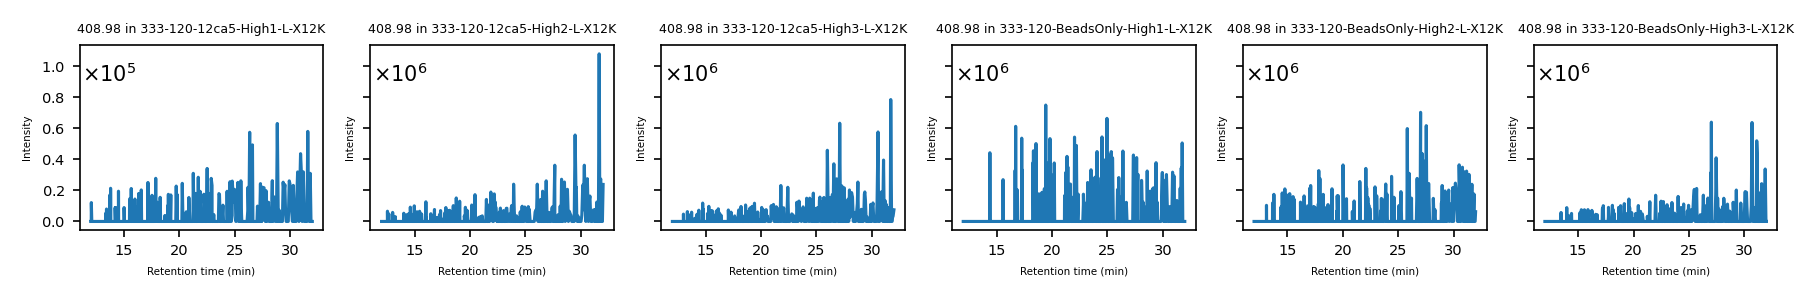 408.98 in 333-120-12ca5-High1-L-X12K
408.98 in 333-120-12ca5-High2-L-X12K
408.98 in 333-120-12ca5-High3-L-X12K
408.98 in 333-120-BeadsOnly-High1-L-X12K
408.98 in 333-120-BeadsOnly-High2-L-X12K
408.98 in 333-120-BeadsOnly-High3-L-X12K
×10⁵
×10⁶
×10⁶
×10⁶
×10⁶
×10⁶
1.0
0.8
0.6
0.4
0.2
0.0
Intensity
Intensity
Intensity
Intensity
Intensity
Intensity
15 20 25 30
15 20 25 30
15 20 25 30
15 20 25 30
15 20 25 30
15 20 25 30
Retention time (min)
Retention time (min)
Retention time (min)
Retention time (min)
Retention time (min)
Retention time (min)